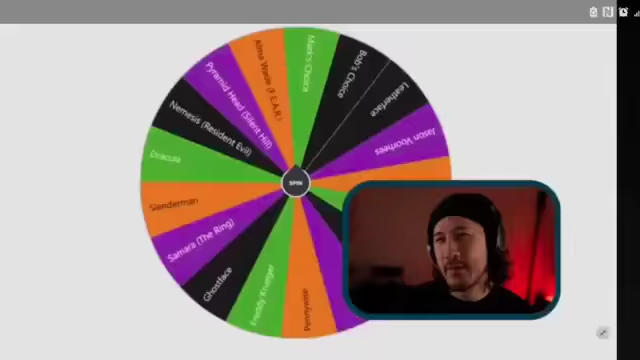 Mark's Choice
Bob's Choice
Leatherface
Jason Voorhees
Pennywise
Freddy Krueger
Ghostface
Samara (The Ring)
Slenderman
Dracula
Nemesis (Resident Evil)
Pyramid Head (Silent Hill)
Alma Wade (F.E.A.R.)
SPIN